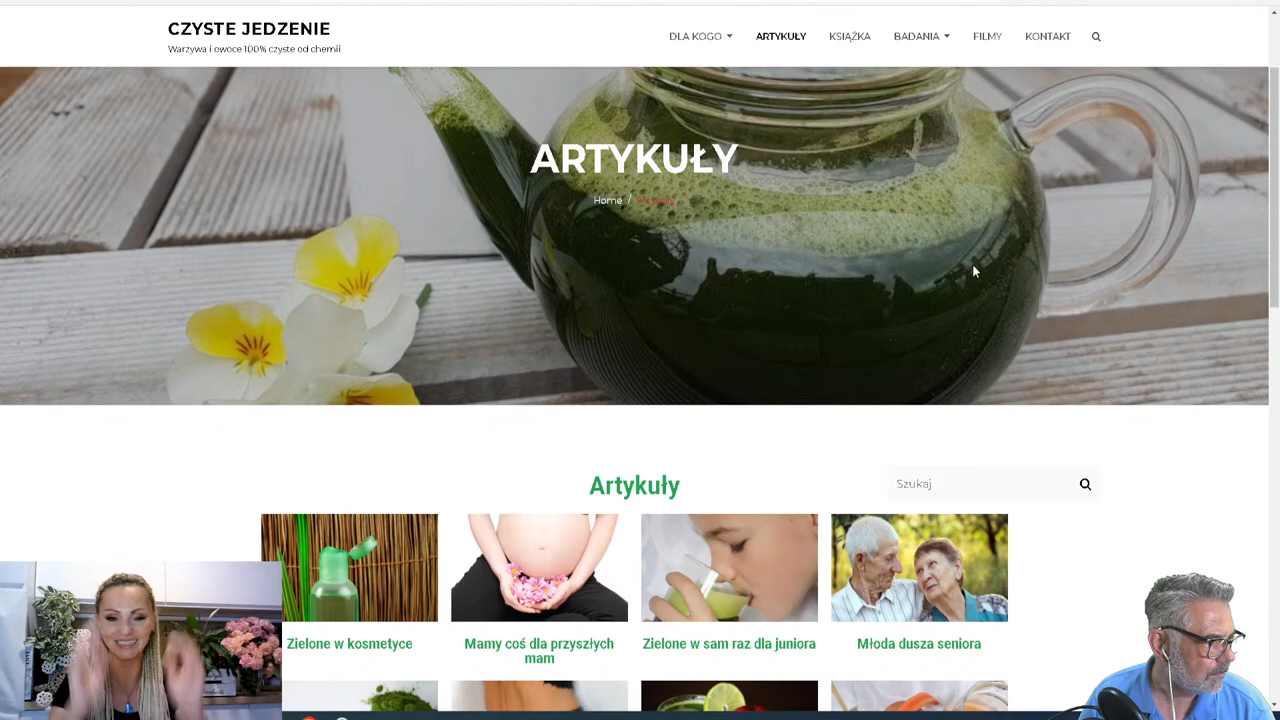 CZYSTE JEDZENIE
Warzywa i owoce 100% czyste od chemii
DLA KOGO
ARTYKUŁY
KSIĄŻKA
BADANIA
FILMY
KONTAKT
ARTYKUŁY
Home / Artykuły
Artykuły
Szukaj
Zielone w kosmetyce
Mamy coś dla przyszłych
mam
Zielone w sam raz dla juniora
Młoda dusza seniora